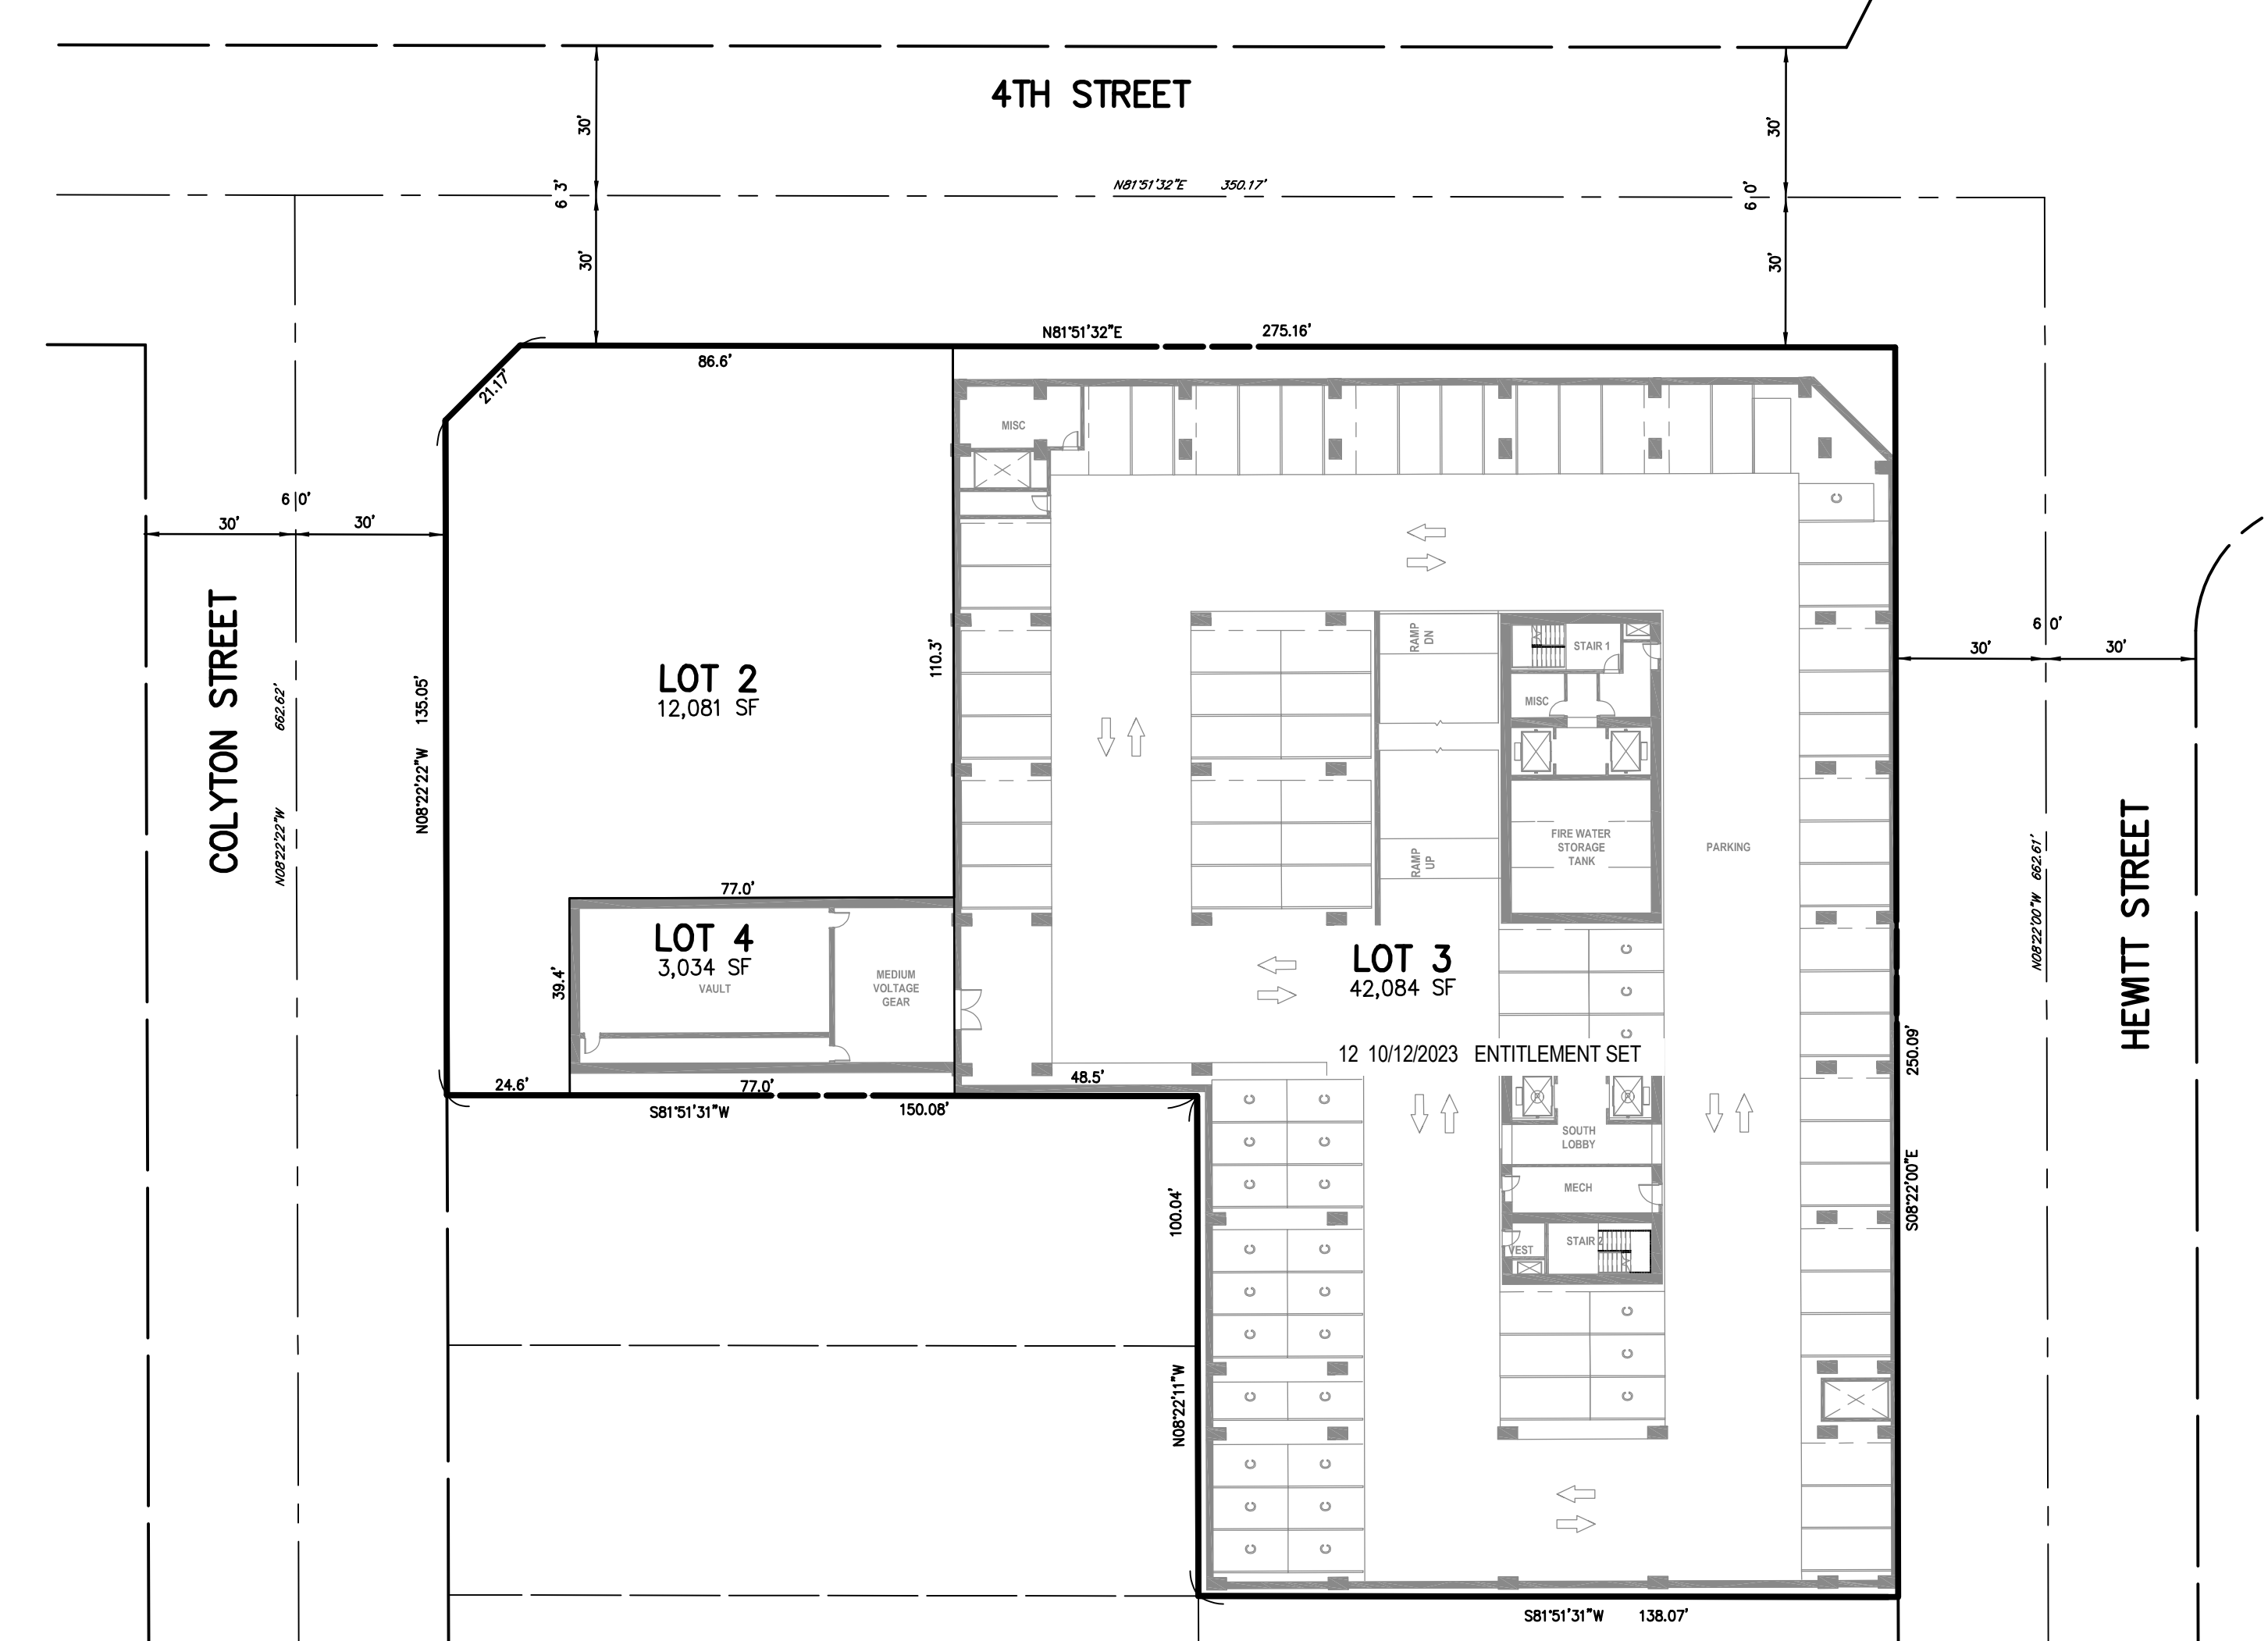 4TH STREET
30'
30'
6 3'
6 0'
N81°51'32"E 350.17'
30'
30'
N81°51'32"E 275.16'
86.6'
21.17'
MISC
C
6 0'
30'
30'
6 0'
30'
30'
COLYTON STREET
N08°22'22"W 662.62'
N08°22'22"W 135.05'
LOT 2
12,081 SF
110.3'
RAMP
DN
STAIR 1
MISC
FIRE WATER
STORAGE
TANK
RAMP
UP
PARKING
HEWITT STREET
N08°22'00"W 662.61'
77.0'
LOT 4
3,034 SF
VAULT
39.4'
MEDIUM
VOLTAGE
GEAR
LOT 3
42,084 SF
C
C
C
12 10/12/2023 ENTITLEMENT SET
S08°22'00"E 250.09'
24.6'
77.0'
48.5'
S81°51'31"W 150.08'
C C
C C
C C
SOUTH
LOBBY
MECH
100.04'
N08°22'11"W
VEST
STAIR 2
C C
C C
C C
C
C
C
C C
C C
C C
C C
S81°51'31"W 138.07'